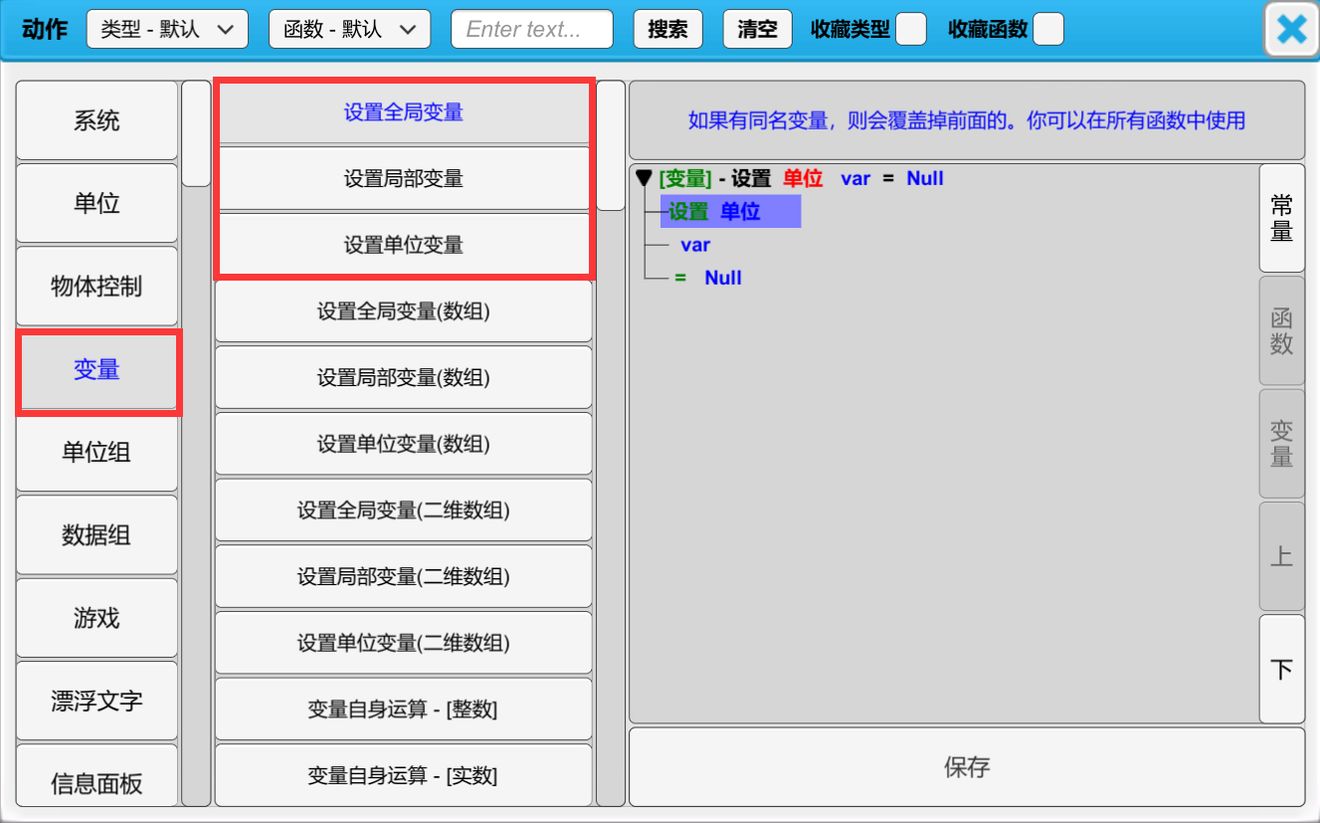 动作 类型 - 默认 函数 - 默认 Enter text... 搜索 清空 收藏类型 收藏函数
系统
单位
物体控制
变量
单位组
数据组
游戏
漂浮文字
信息面板
设置全局变量
设置局部变量
设置单位变量
设置全局变量(数组)
设置局部变量(数组)
设置单位变量(数组)
设置全局变量(二维数组)
设置局部变量(二维数组)
设置单位变量(二维数组)
变量自身运算 - [整数]
变量自身运算 - [实数]
如果有同名变量，则会覆盖掉前面的。你可以在所有函数中使用
[变量] - 设置 单位 var = Null
设置 单位
var
= Null
常量
函数
变量
上
下
保存